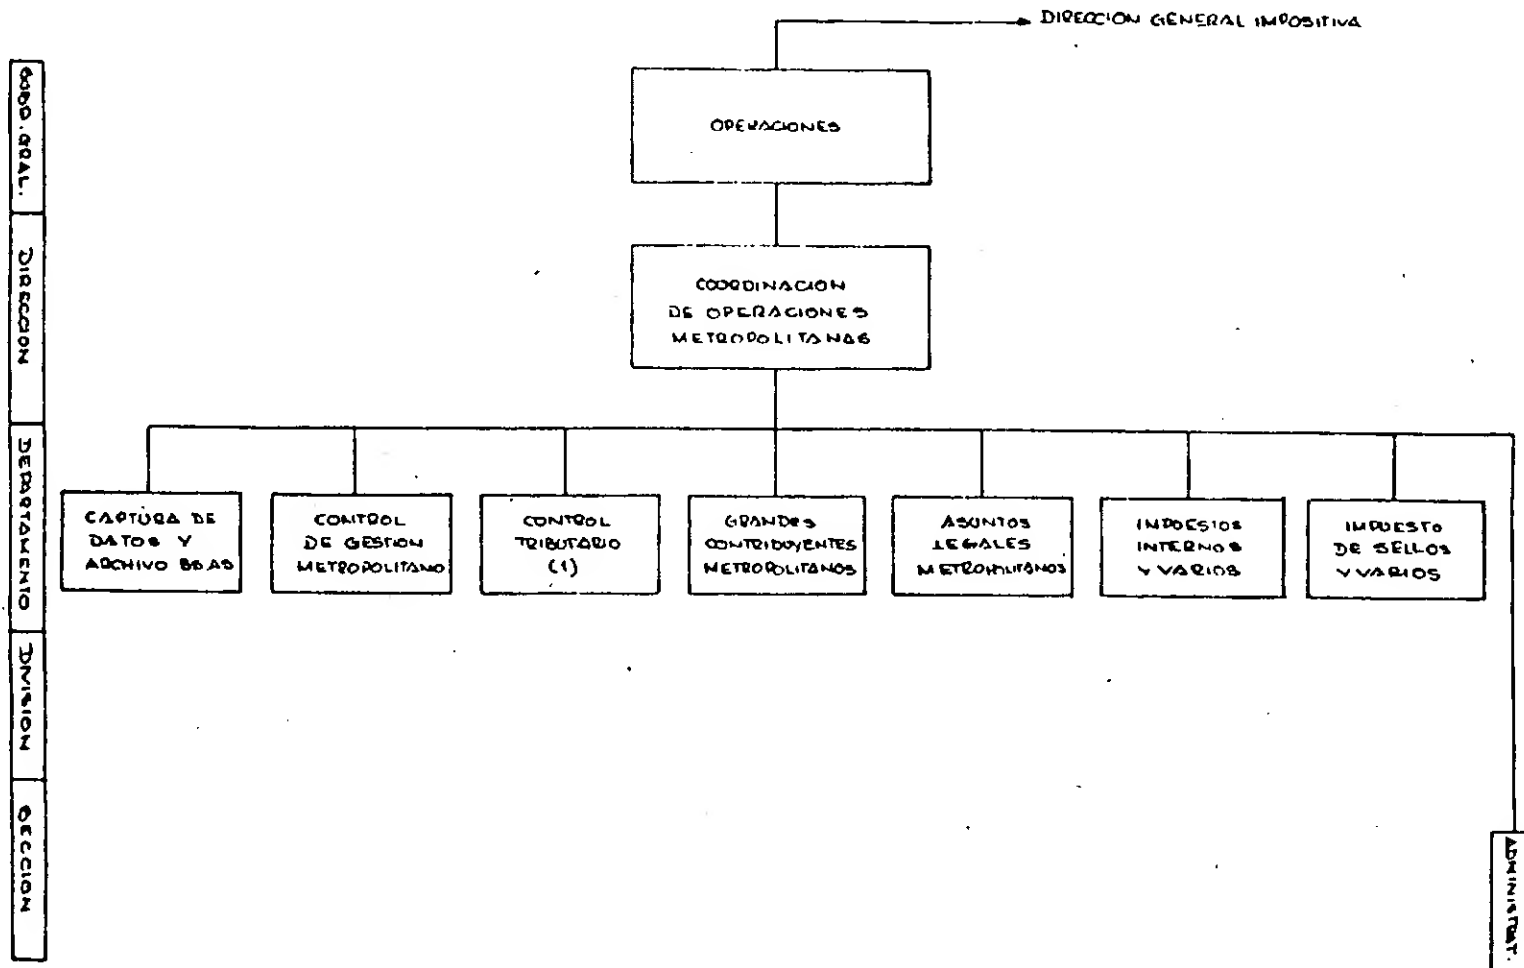 DIRECCION GENERAL IMPOSITIVA
OPERACIONES
COORDINACION
DE OPERACIONES
METROPOLITANAS
CAPTURA DE
DATOS Y
ARCHIVO BS.AS
CONTROL
DE GESTION
METROPOLITANO
CONTROL
TRIBUTARIO
(1)
GRANDES
CONTRIBUYENTES
METROPOLITANOS
ASUNTOS
LEGALES
METROPOLITANOS
IMPUESTOS
INTERNOS
Y VARIOS
IMPUESTO
DE SELLOS
Y VARIOS
ADMINISTRAT.
SUBD. GRAL.
DIRECCION
DEPARTAMENTO
DIVISION
SECCION